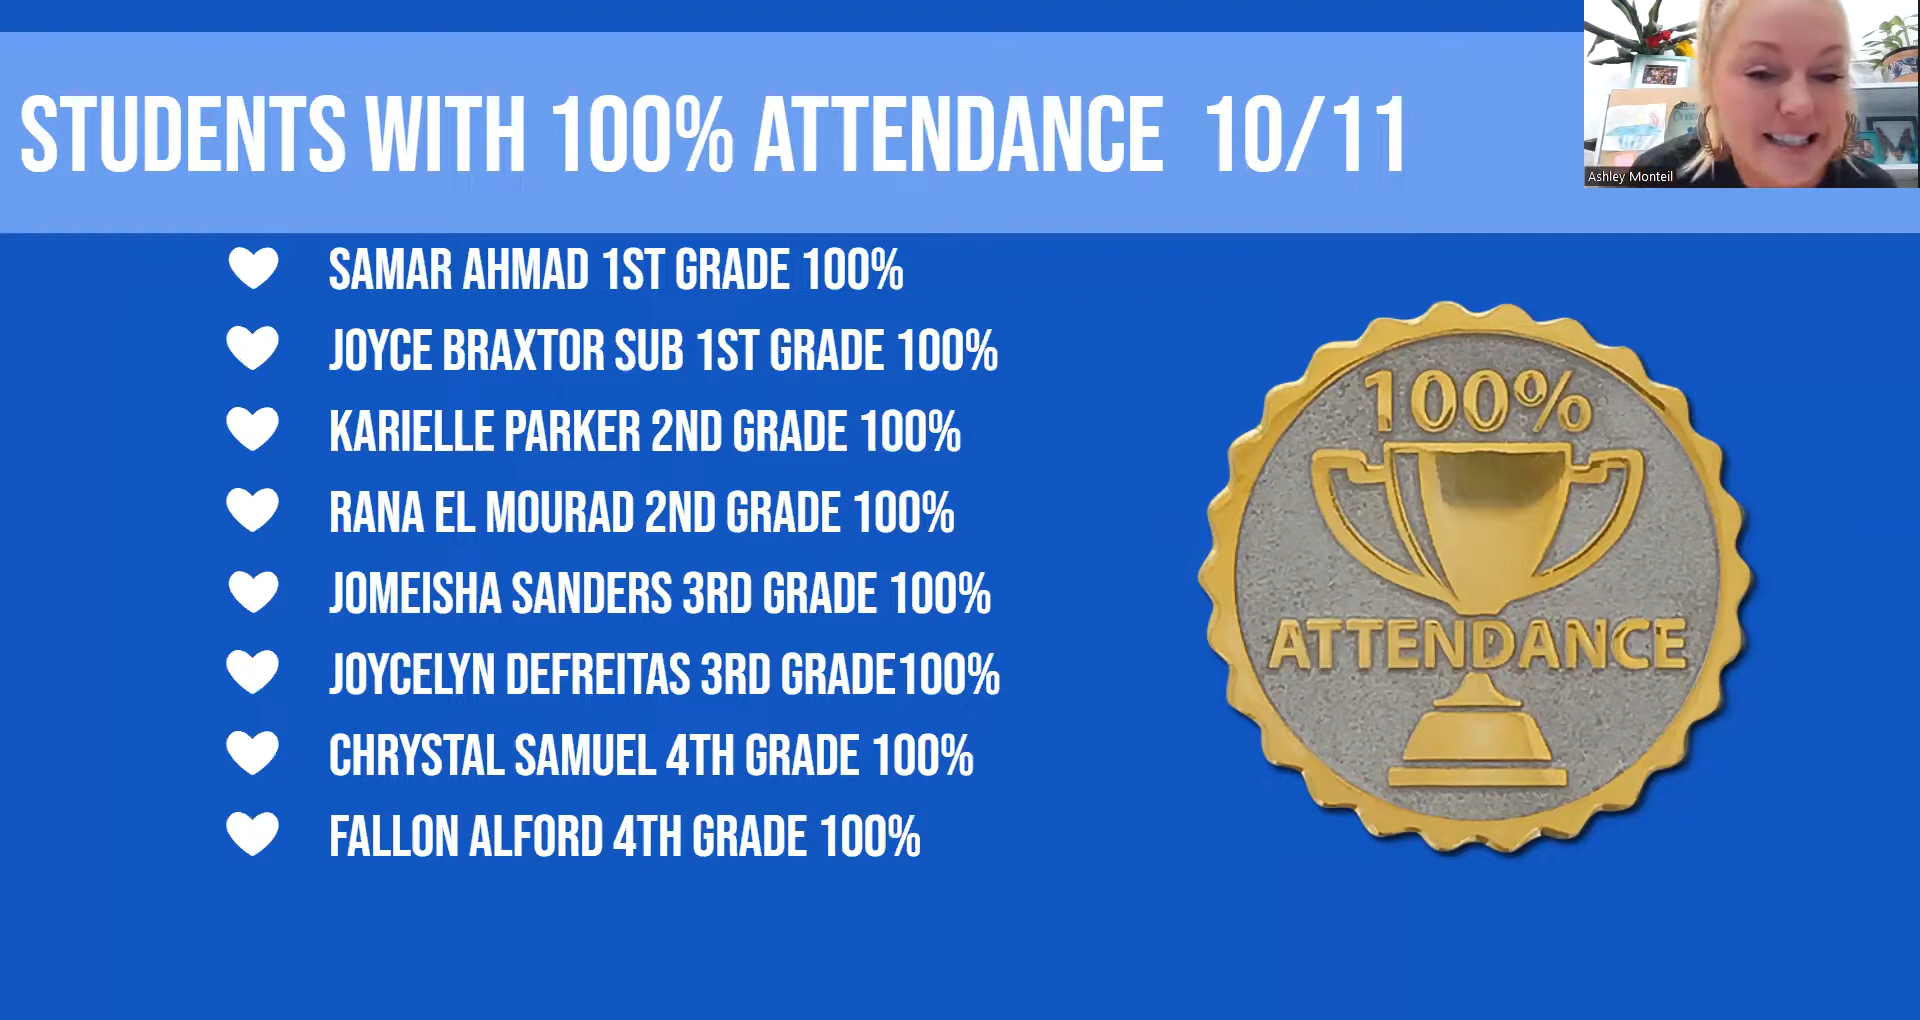 STUDENTS WITH 100% ATTENDANCE 10/11
Ashley Monteil
SAMAR AHMAD 1ST GRADE 100%
JOYCE BRAXTOR SUB 1ST GRADE 100%
KARIELLE PARKER 2ND GRADE 100%
RANA EL MOURAD 2ND GRADE 100%
JOMEISHA SANDERS 3RD GRADE 100%
JOYCELYN DEFREITAS 3RD GRADE100%
CHRYSTAL SAMUEL 4TH GRADE 100%
FALLON ALFORD 4TH GRADE 100%
100%
ATTENDANCE